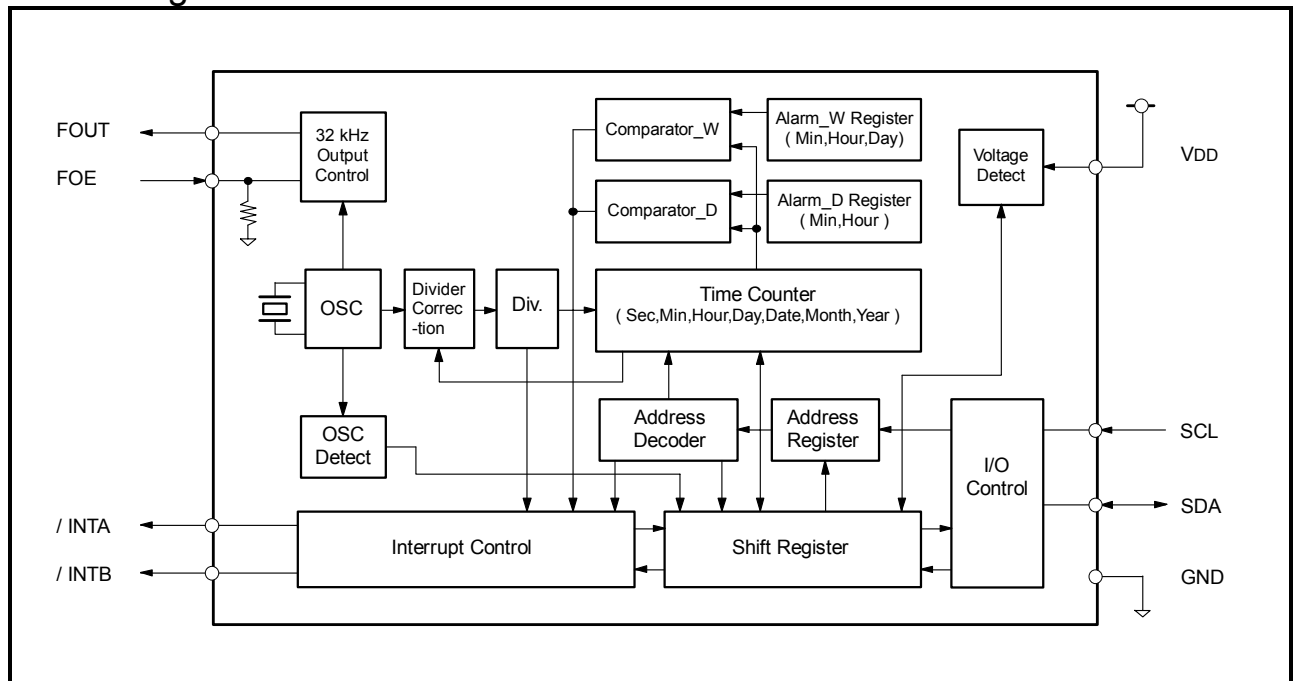 FOUT
FOE
32 kHz
Output
Control
Comparator_W
Alarm_W Register
( Min,Hour,Day)
Comparator_D
Alarm_D Register
( Min,Hour )
Voltage
Detect
VDD
OSC
Divider
Correc
-tion
Div.
Time Counter
( Sec,Min,Hour,Day,Date,Month,Year )
OSC
Detect
Address
Decoder
Address
Register
I/O
Control
SCL
SDA
GND
/ INTA
/ INTB
Interrupt Control
Shift Register